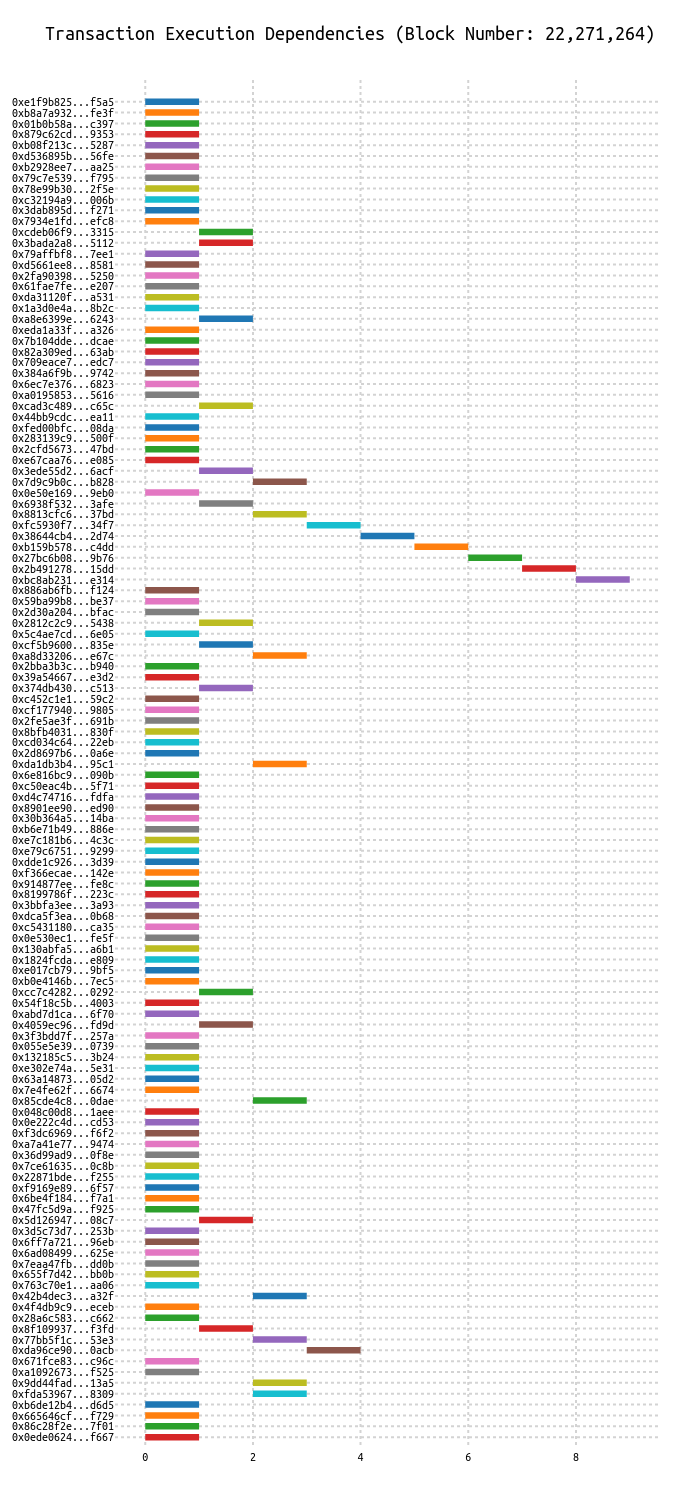 Transaction Execution Dependencies (Block Number: 22,271,264)
0xe1f9b825...f5a5
0xb8a7a932...fe3f
0x01b0b58a...c397
0x879c62cd...9353
0xb08f213c...5287
0xd536895b...56fe
0xb2928ee7...aa25
0x79c7e539...f795
0x78e99b30...2f5e
0xc32194a9...006b
0x3dab895d...f271
0x7934e1fd...efc8
0xcdeb06f9...3315
0x3bada2a8...5112
0x79affbf8...7ee1
0xd5661ee8...8581
0x2fa90398...5250
0x61fae7fe...e207
0xda31120f...a531
0x1a3d0e4a...8b2c
0xa8e6399e...6243
0xeda1a33f...a326
0x7b104dde...dcae
0x82a309ed...63ab
0x709eace7...edc7
0x384a6f9b...9742
0x6ec7e376...6823
0xa0195853...5616
0xcad3c489...c65c
0x44bb9cdc...ea11
0xfed00bfc...08da
0x283139c9...500f
0x2cfd5673...47bd
0xe67caa76...e085
0x3ede55d2...6acf
0x7d9c9b0c...b828
0x0e50e169...9eb0
0x6938f532...3afe
0x8813cfc6...37bd
0xfc5930f7...34f7
0x38644cb4...2d74
0xb159b578...c4dd
0x27bc6b08...9b76
0x2b491278...15dd
0xbc8ab231...e314
0x886ab6fb...f124
0x59ba99b8...be37
0x2d30a204...bfac
0x2812c2c9...5438
0x5c4ae7cd...6e05
0xcf5b9600...835e
0xa8d33206...e67c
0x2bba3b3c...b940
0x39a54667...e3d2
0x374db430...c513
0xc452c1e1...59c2
0xcf177940...9805
0x2fe5ae3f...691b
0x8bfb4031...830f
0xcd034c64...22eb
0x2d8697b6...0a6e
0xda1db3b4...95c1
0x6e816bc9...090b
0xc50eac4b...5f71
0xd4c74716...fdfa
0x8901ee90...ed90
0x30b364a5...14ba
0xb6e71b49...886e
0xe7c181b6...4c3c
0xe79c6751...9299
0xdde1c926...3d39
0xf366ecae...142e
0x914877ee...fe8c
0x8199786f...223c
0x3bbfa3ee...3a93
0xdca5f3ea...0b68
0xc5431180...ca35
0x0e530ec1...fe5f
0x130abfa5...a6b1
0x1824fcda...e809
0xe017cb79...9bf5
0xb0e4146b...7ec5
0xcc7c4282...0292
0x54f18c5b...4003
0xabd7d1ca...6f70
0x4059ec96...fd9d
0x3f3bdd7f...257a
0x055e5e39...0739
0x132185c5...3b24
0xe302e74a...5e31
0x63a14873...05d2
0x7e4fe62f...6674
0x85cde4c8...0dae
0x048c00d8...1aee
0x0e222c4d...cd53
0xf3dc6969...f6f2
0xa7a41e77...9474
0x36d99ad9...0f8e
0x7ce61635...0c8b
0x22871bde...f255
0xf9169e89...6f57
0x6be4f184...f7a1
0x47fc5d9a...f925
0x5d126947...08c7
0x3d5c73d7...253b
0x6ff7a721...96eb
0x6ad08499...625e
0x7eaa47fb...dd0b
0x655f7d42...bb0b
0x763c70e1...aa06
0x42b4dec3...a32f
0x4f4db9c9...eceb
0x28a6c583...c662
0x8f109937...f3fd
0x77bb5f1c...53e3
0xda96ce90...0acb
0x671fce83...c96c
0xa1092673...f525
0x9dd44fad...13a5
0xfda53967...8309
0xb6de12b4...d6d5
0x665646cf...f729
0x86c28f2e...7f01
0x0ede0624...f667
0 2 4 6 8